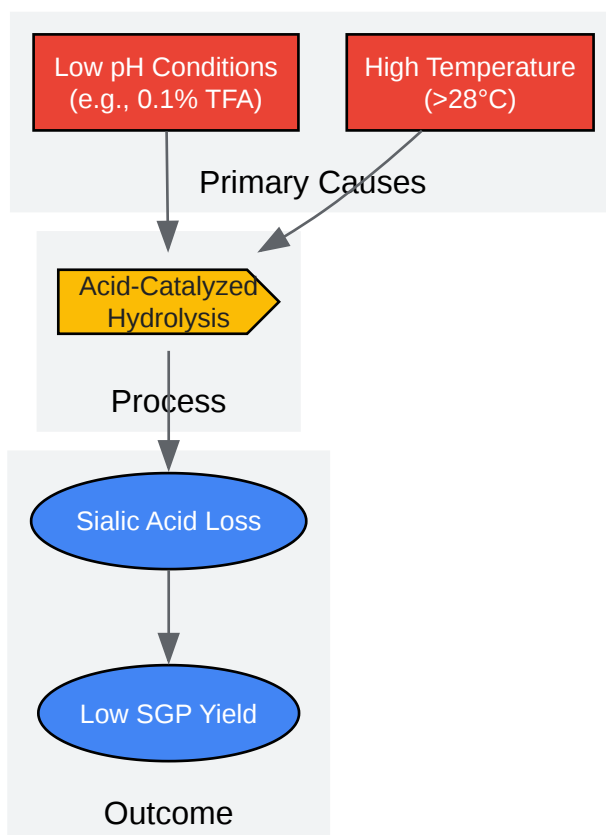 Low pH Conditions
(e.g., 0.1% TFA)
High Temperature
(>28°C)
Primary Causes
Acid-Catalyzed
Hydrolysis
Process
Sialic Acid Loss
Low SGP Yield
Outcome